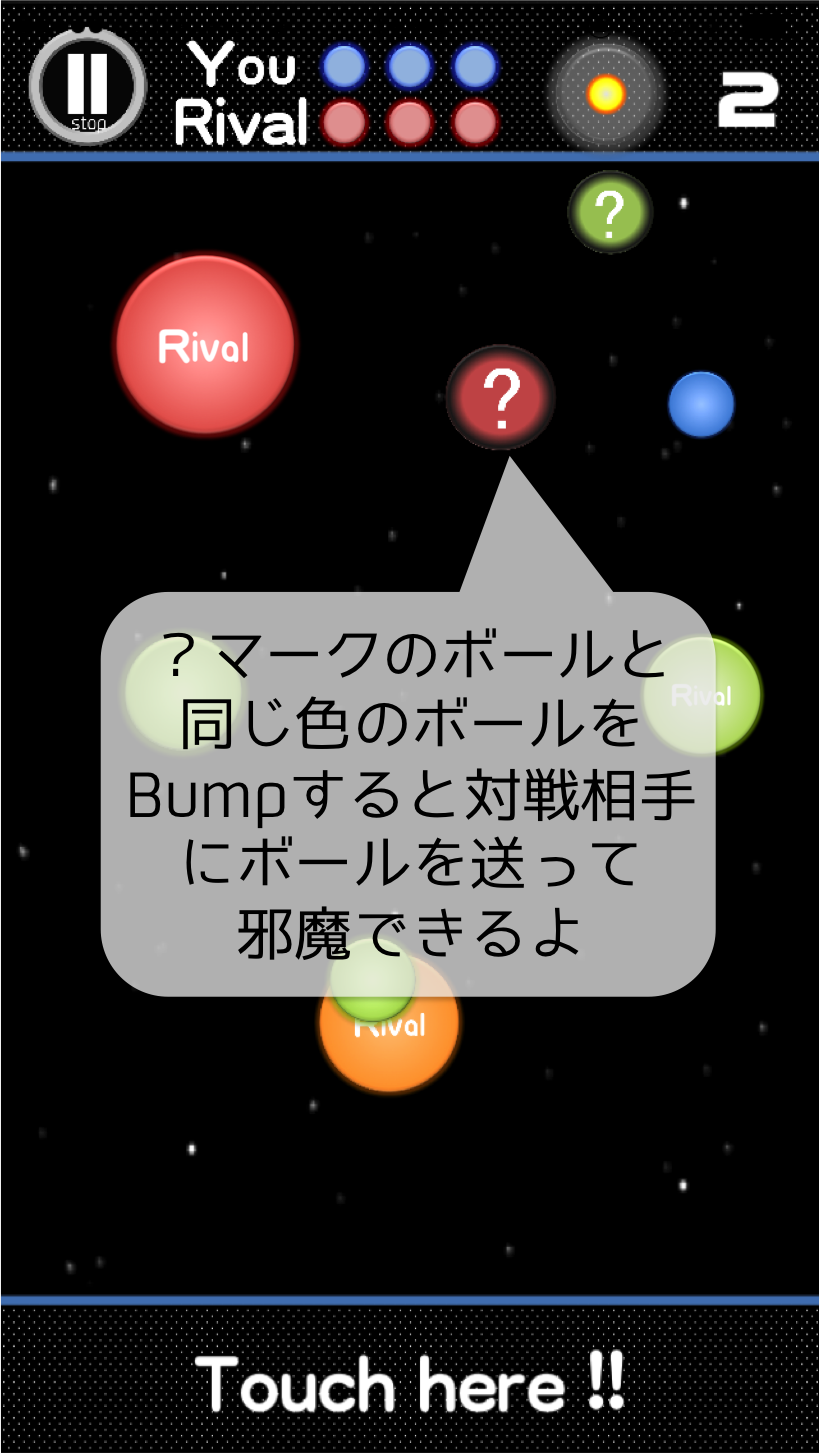 stop
You
Rival
2
?
Rival
?
？マークのボールと
同じ色のボールを
Bumpすると対戦相手
にボールを送って
邪魔できるよ
Rival
Rival
Touch here !!